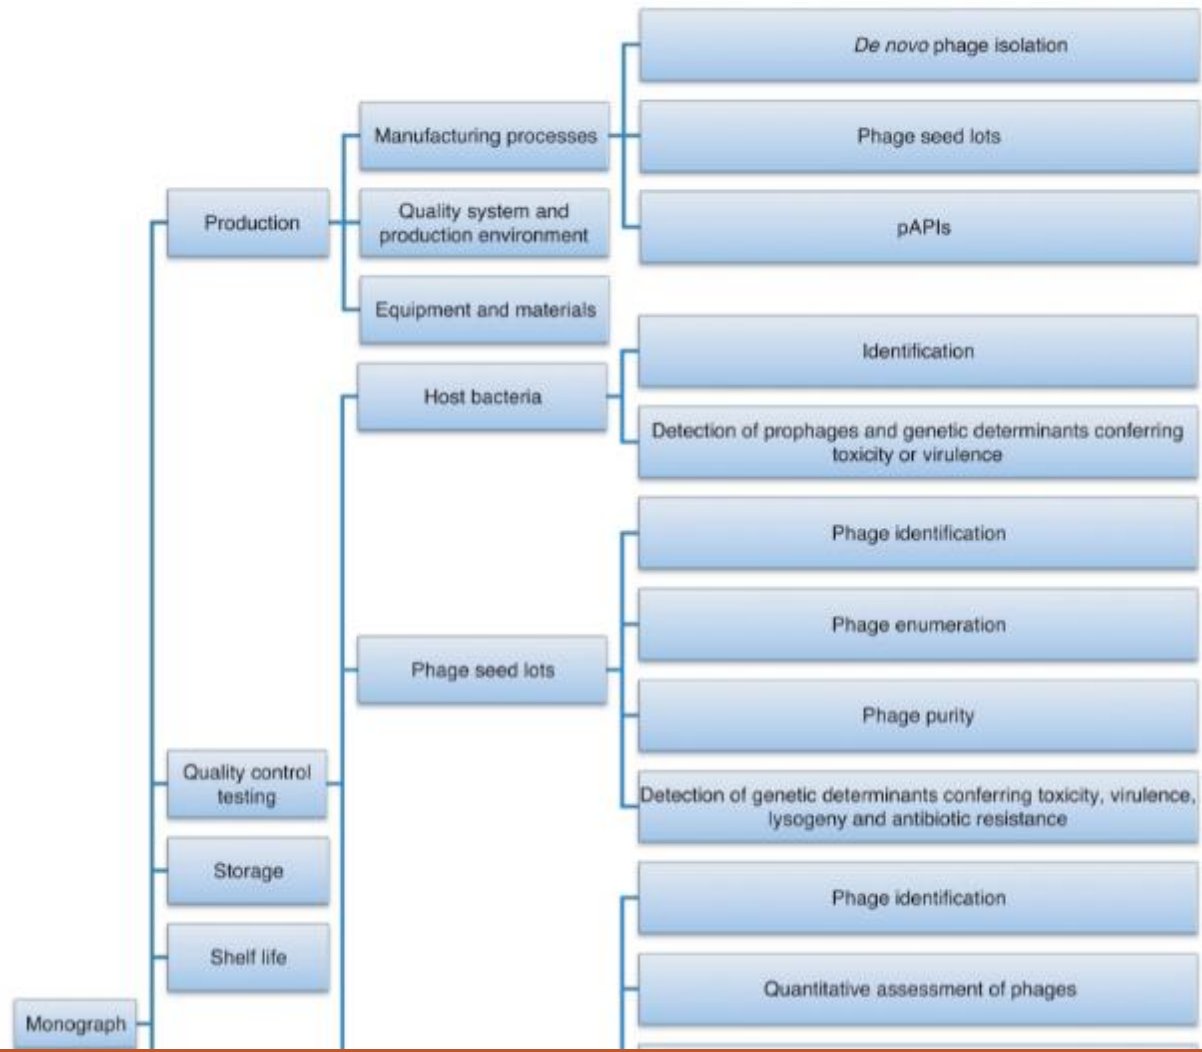 De novo phage isolation
Manufacturing processes
Phage seed lots
Production
Quality system and
production environment
pAPIs
Equipment and materials
Identification
Host bacteria
Detection of prophages and genetic determinants conferring
toxicity or virulence
Phage identification
Phage enumeration
Phage seed lots
Phage purity
Quality control
testing
Detection of genetic determinants conferring toxicity, virulence,
lysogeny and antibiotic resistance
Storage
Phage identification
Shelf life
Quantitative assessment of phages
Monograph